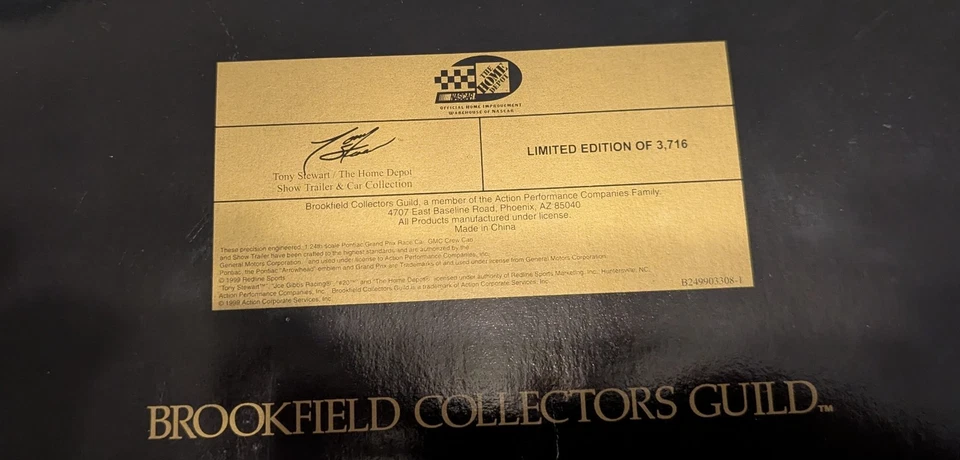 THE HOME DEPOT
NASCAR
OFFICIAL HOME IMPROVEMENT
WAREHOUSE OF NASCAR
Tony Stewart
Tony Stewart / The Home Depot
Show Trailer & Car Collection
LIMITED EDITION OF 3,716
Brookfield Collectors Guild, a member of the Action Performance Companies Family.
4707 East Baseline Road, Phoenix, AZ 85040
All Products manufactured under license.
Made in China
These precision engineered, 1:24th scale Pontiac Grand Prix Race Car, GMC Crew Cab
and Show Trailer have been crafted to the highest standards and are authorized by the
General Motors Corporation and used under license to Action Performance Companies, Inc.
Pontiac, the Pontiac "Arrowhead" emblem and Grand Prix are Trademarks of and used under license from General Motors Corporation.
© 1998 Redline Sports
"Tony Stewart™", "Joe Gibbs Racing®", "#20™" and "The Home Depot® licensed under authority of Redline Sports Marketing, Inc., Huntersville, NC.
Action Performance Companies, Inc. Brookfield Collectors Guild is a trademark of Action Corporate Services, Inc.
© 1999 Action Corporate Services, Inc.
B249903308-1
BROOKFIELD COLLECTORS GUILD™